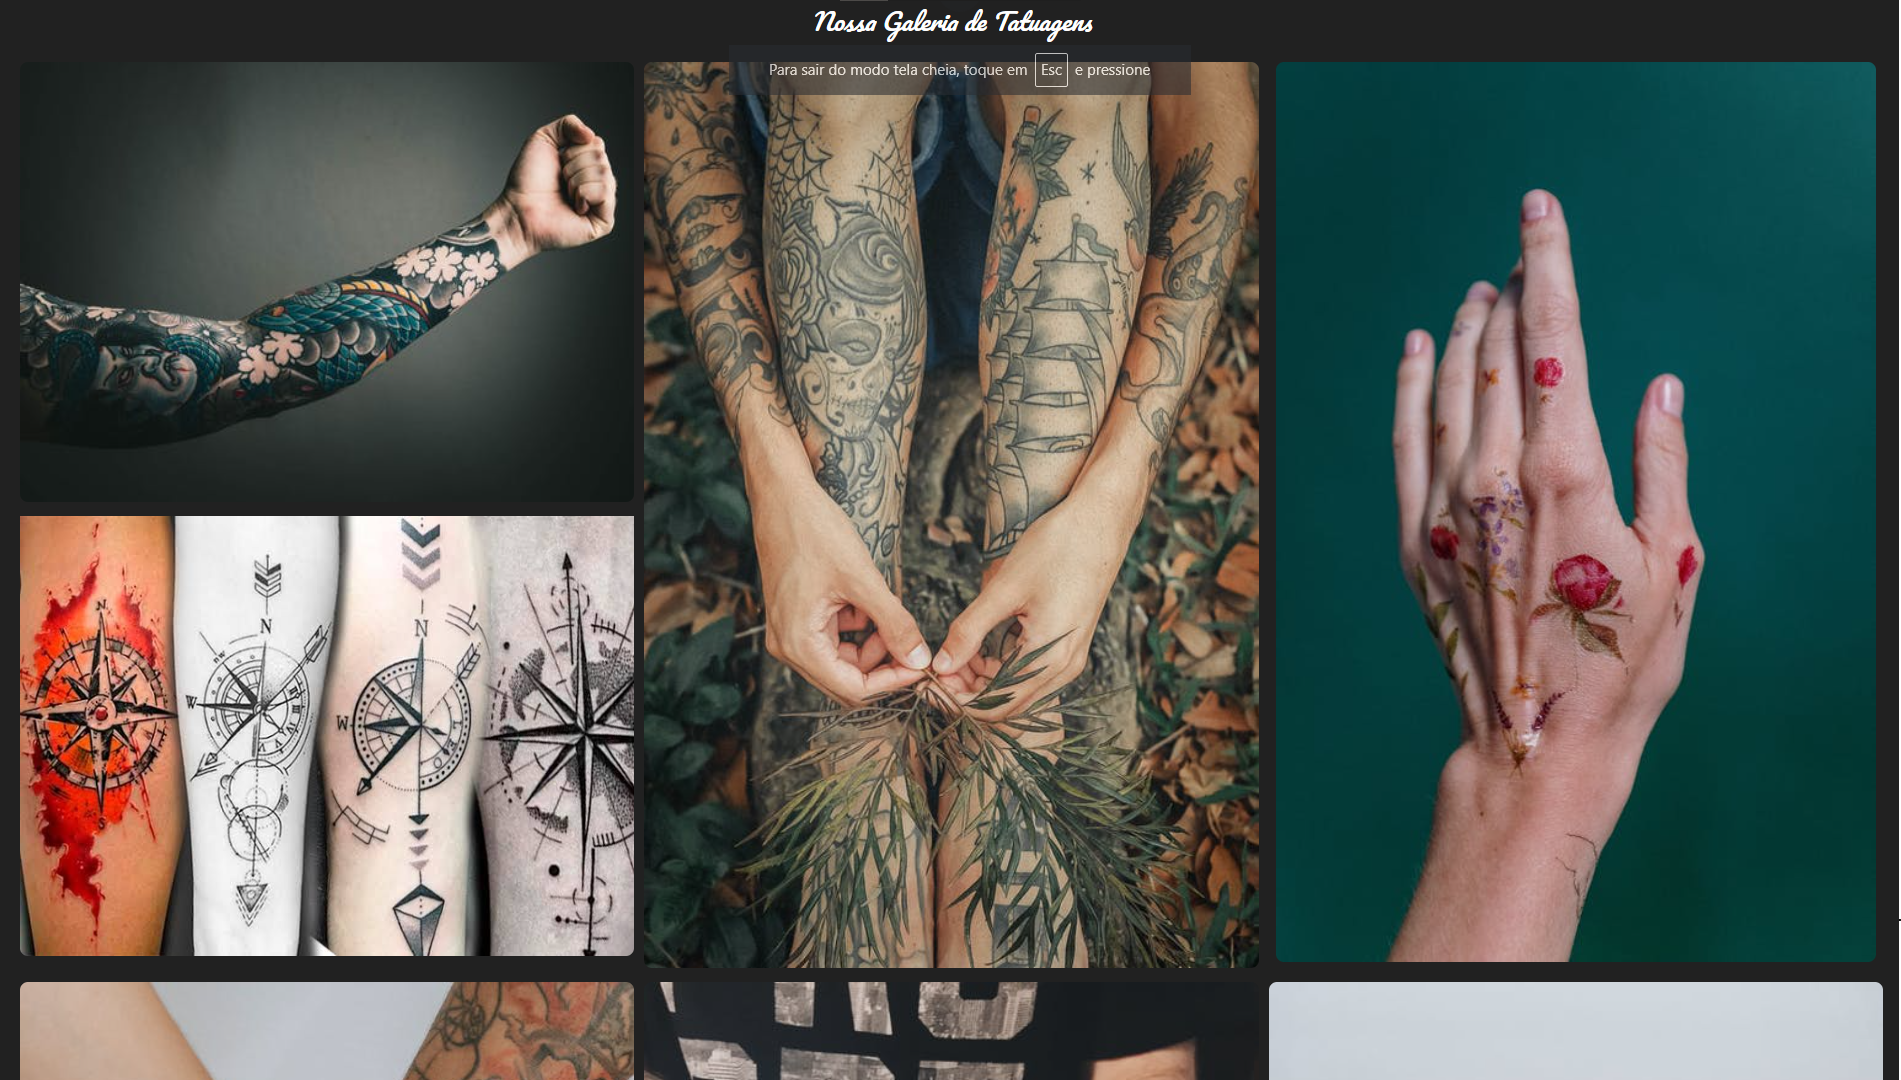 Nossa Galeria de Tatuagens
Para sair do modo tela cheia, toque em Esc e pressione
N
N
N
W
W
S